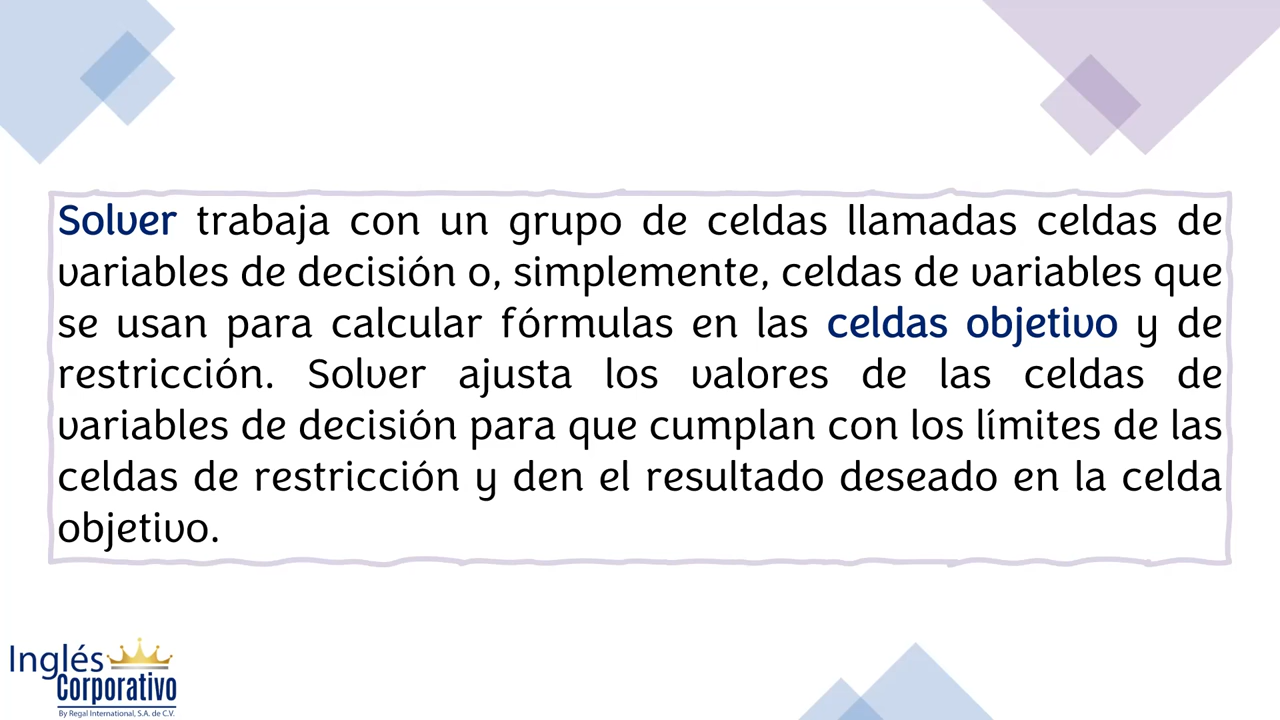 Solver trabaja con un grupo de celdas llamadas celdas de
variables de decisión o, simplemente, celdas de variables que
se usan para calcular fórmulas en las celdas objetivo y de
restricción. Solver ajusta los valores de las celdas de
variables de decisión para que cumplan con los límites de las
celdas de restricción y den el resultado deseado en la celda
objetivo.
Inglés
Corporativo
By Regal International, S.A. de C.V.